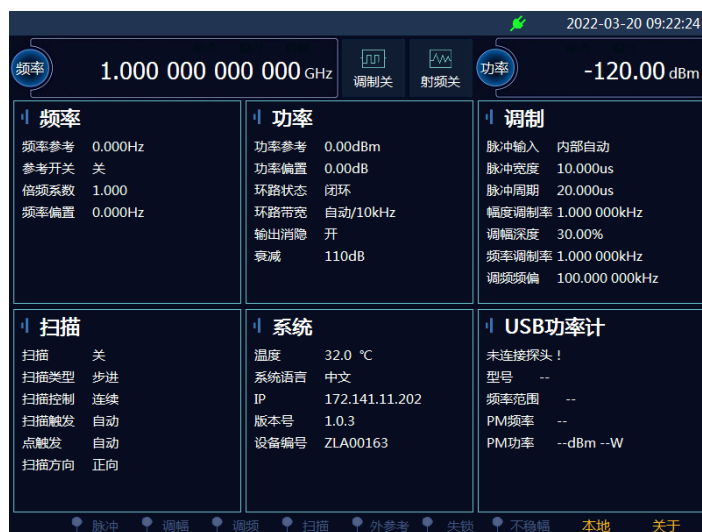 2022-03-20 09:22:24
频率 1.000 000 000 000 GHz 调制关 射频关 功率 -120.00 dBm
频率
频率参考 0.000Hz
参考开关 关
倍频系数 1.000
频率偏置 0.000Hz
功率
功率参考 0.00dBm
功率偏置 0.00dB
环路状态 闭环
环路带宽 自动/10kHz
输出消隐 开
衰减 110dB
调制
脉冲输入 内部自动
脉冲宽度 10.000us
脉冲周期 20.000us
幅度调制率 1.000 000kHz
调幅深度 30.00%
频率调制率 1.000 000kHz
调频频偏 100.000 000kHz
扫描
扫描 关
扫描类型 步进
扫描控制 连续
扫描触发 自动
点触发 自动
扫描方向 正向
系统
温度 32.0 ℃
系统语言 中文
IP 172.141.11.202
版本号 1.0.3
设备编号 ZLA00163
USB功率计
未连接探头！
型号 --
频率范围 --
PM频率 --
PM功率 --dBm --W
脉冲 调幅 调频 扫描 外参考 失锁 不稳幅 本地 关于